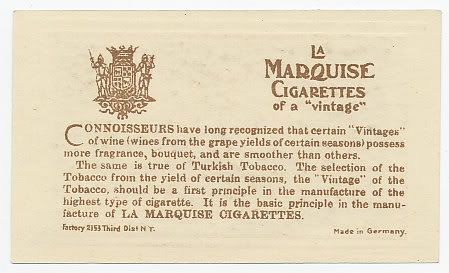 LA
MARQUISE
CIGARETTES
of a "vintage"
CONNOISSEURS have long recognized that certain "Vintages"
of wine (wines from the grape yields of certain seasons) possess
more fragrance, bouquet, and are smoother than others.
The same is true of Turkish Tobacco. The selection of the
Tobacco from the yield of certain seasons, the "Vintage" of the
Tobacco, should be a first principle in the manufacture of the
highest type of cigarette. It is the basic principle in the manu-
facture of LA MARQUISE CIGARETTES.
Factory 2153 Third Dist N.Y.
Made in Germany.